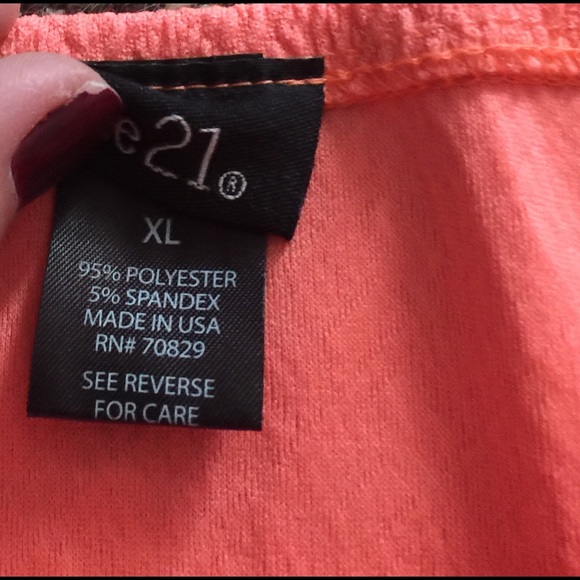 e21®
XL
95% POLYESTER
5% SPANDEX
MADE IN USA
RN# 70829
SEE REVERSE
FOR CARE